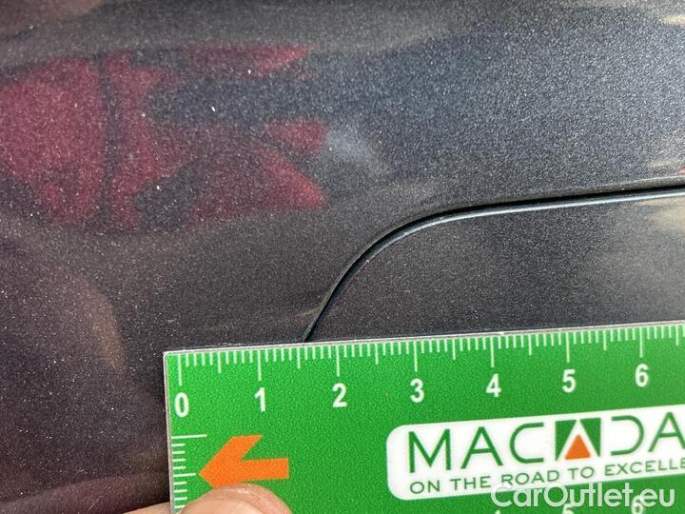 0 1 2 3 4 5 6
MACADA
ON THE ROAD TO EXCELLE
CarOutlet.eu